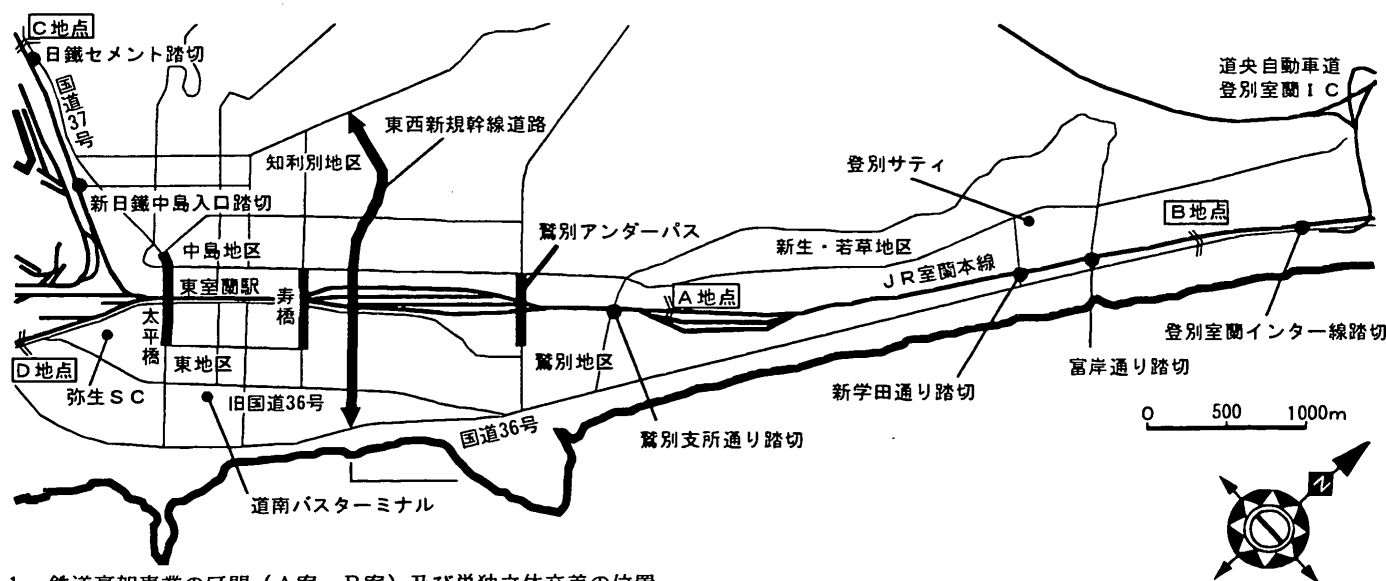 C地点
日鐵セメント踏切
国道37号
東西新規幹線道路
知利別地区
新日鐵中島入口踏切
中島地区
東室蘭駅
太平橋
寿橋
東地区
D地点
弥生SC
旧国道36号
道南バスターミナル
国道36号
鷲別アンダーパス
鷲別地区
鷲別支所通り踏切
A地点
新生・若草地区
登別サティ
JR室蘭本線
新学田通り踏切
富岸通り踏切
B地点
道央自動車道
登別室蘭IC
登別室蘭インター線踏切
0 500 1000m
N